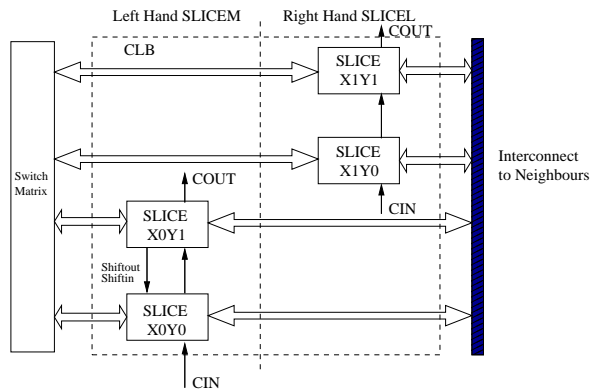 Left Hand SLICEM
Right Hand SLICEL
COUT
CLB
SLICE
X1Y1
SLICE
X1Y0
Switch
Matrix
Interconnect
to Neighbours
COUT
CIN
SLICE
X0Y1
Shiftout
Shiftin
SLICE
X0Y0
CIN